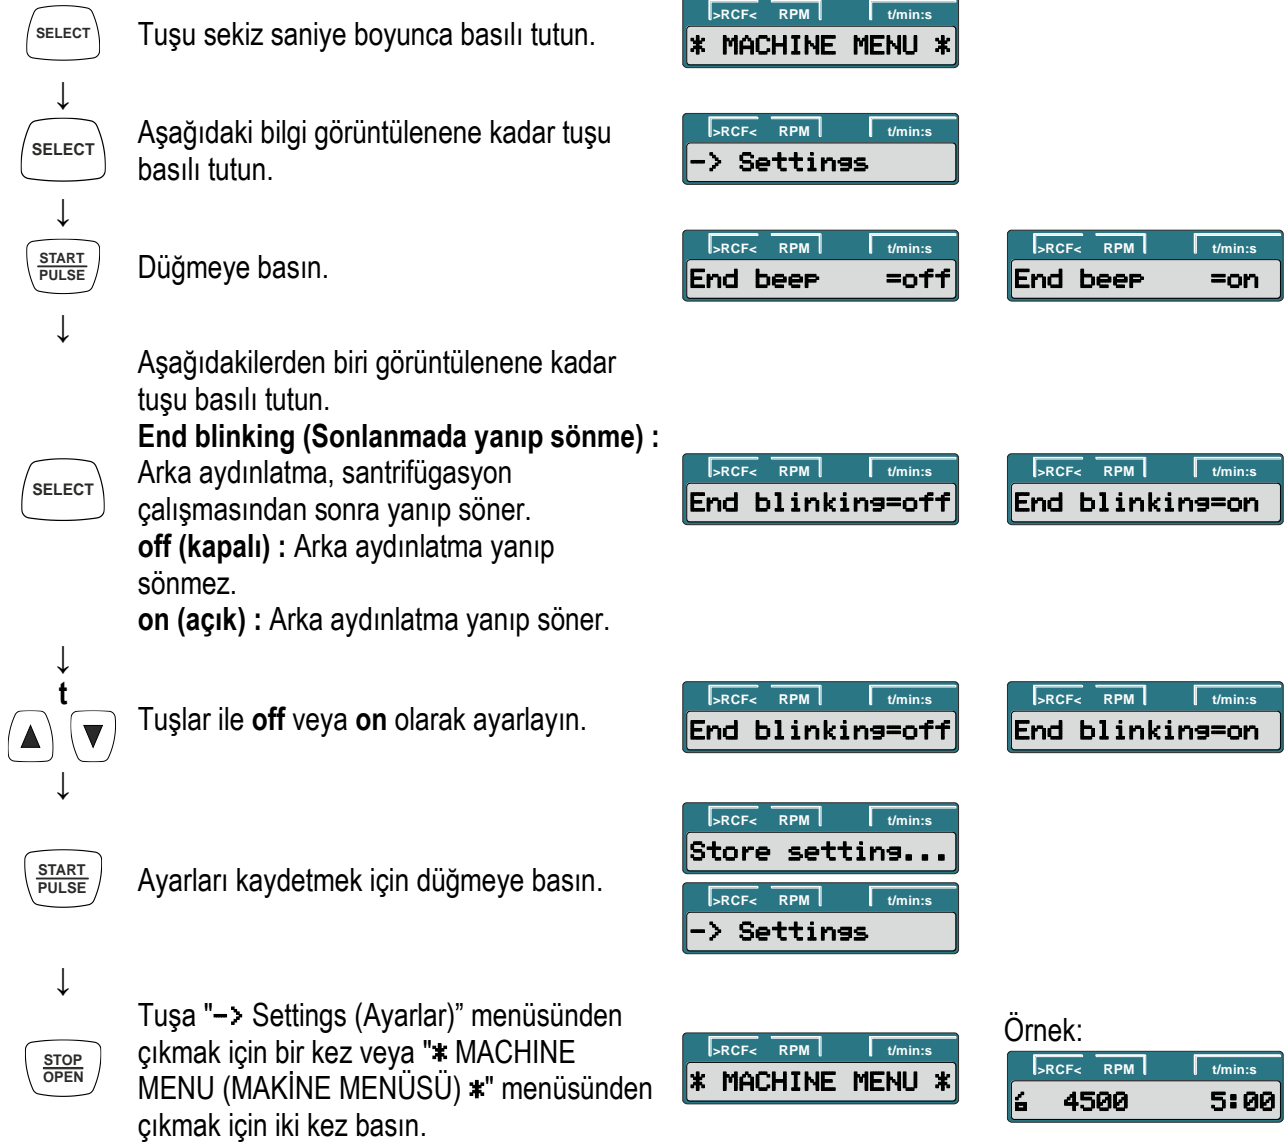 SELECT
Tuşu sekiz saniye boyunca basılı tutun.
>RCF< RPM t/min:s
* MACHINE MENU *
↓
SELECT
Aşağıdaki bilgi görüntülenene kadar tuşu
basılı tutun.
>RCF< RPM t/min:s
-> Settings
↓
START
PULSE
Düğmeye basın.
>RCF< RPM t/min:s
End beep =off
>RCF< RPM t/min:s
End beep =on
↓
SELECT
Aşağıdakilerden biri görüntülenene kadar
tuşu basılı tutun.
End blinking (Sonlanmada yanıp sönme) :
Arka aydınlatma, santrifügasyon
çalışmasından sonra yanıp söner.
off (kapalı) : Arka aydınlatma yanıp
sönmez.
on (açık) : Arka aydınlatma yanıp söner.
>RCF< RPM t/min:s
End blinking=off
>RCF< RPM t/min:s
End blinking=on
↓
t
▲ ▼
Tuşlar ile off veya on olarak ayarlayın.
>RCF< RPM t/min:s
End blinking=off
>RCF< RPM t/min:s
End blinking=on
↓
START
PULSE
Ayarları kaydetmek için düğmeye basın.
>RCF< RPM t/min:s
Store setting...
>RCF< RPM t/min:s
-> Settings
↓
STOP
OPEN
Tuşa "-> Settings (Ayarlar)” menüsünden
çıkmak için bir kez veya "* MACHINE
MENU (MAKİNE MENÜSÜ) *" menüsünden
çıkmak için iki kez basın.
>RCF< RPM t/min:s
* MACHINE MENU *
Örnek:
>RCF< RPM t/min:s
4500 5:00